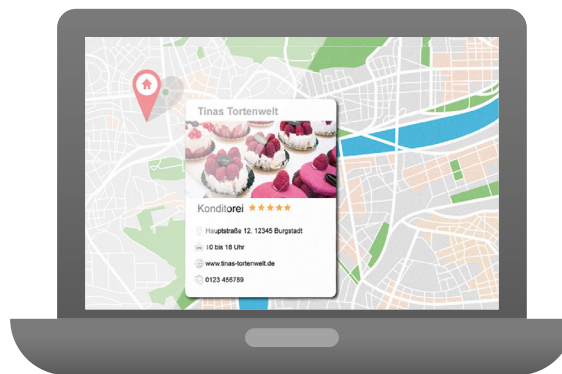 Tinas Tortenwelt
Konditorei
Hauptstraße 12, 12345 Burgstadt
10 bis 18 Uhr
www.tinas-tortenwelt.de
0123 456789